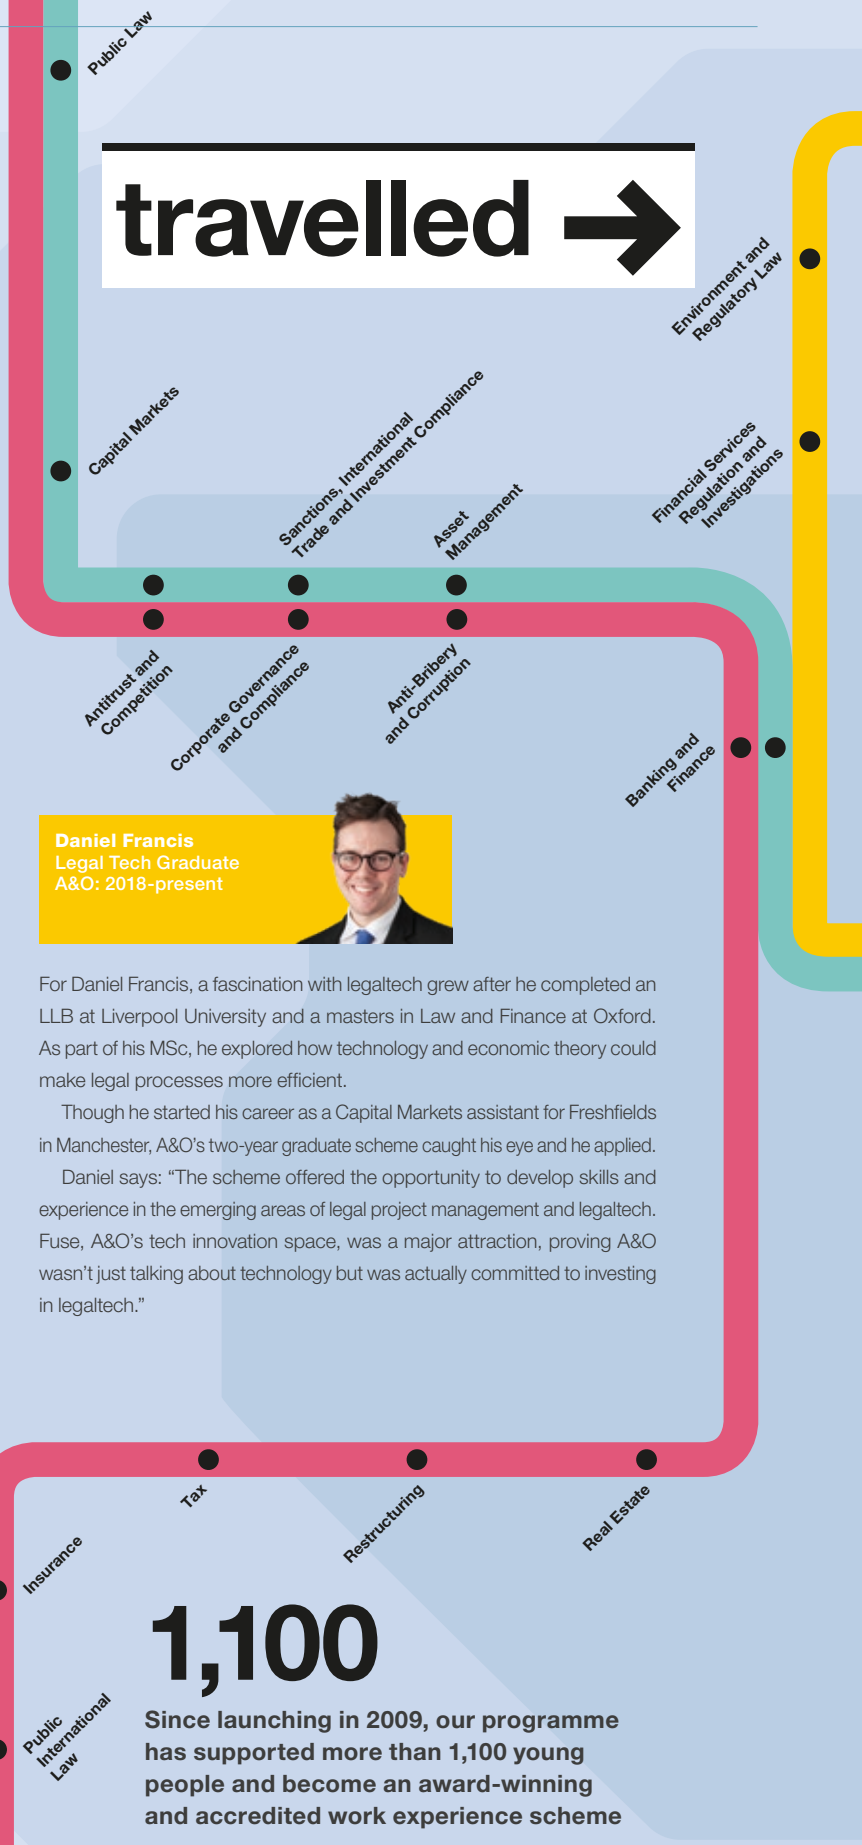 Public Law
travelled
Environment and
Regulatory Law
Capital Markets
Sanctions, International
Trade and Investment Compliance
Asset
Management
Financial Services
Regulation and
Investigations
Antitrust and
Competition
Corporate Governance
and Compliance
Anti-Bribery
and Corruption
Banking and
Finance
Daniel Francis
Legal Tech Graduate
A&O: 2018-present
For Daniel Francis, a fascination with legaltech grew after he completed an
LLB at Liverpool University and a masters in Law and Finance at Oxford.
As part of his MSc, he explored how technology and economic theory could
make legal processes more efficient.
Though he started his career as a Capital Markets assistant for Freshfields
in Manchester, A&O’s two-year graduate scheme caught his eye and he applied.
Daniel says: “The scheme offered the opportunity to develop skills and
experience in the emerging areas of legal project management and legaltech.
Fuse, A&O’s tech innovation space, was a major attraction, proving A&O
wasn’t just talking about technology but was actually committed to investing
in legaltech.”
Tax
Restructuring
Real Estate
Insurance
1,100
Public
International
Law
Since launching in 2009, our programme
has supported more than 1,100 young
people and become an award-winning
and accredited work experience scheme